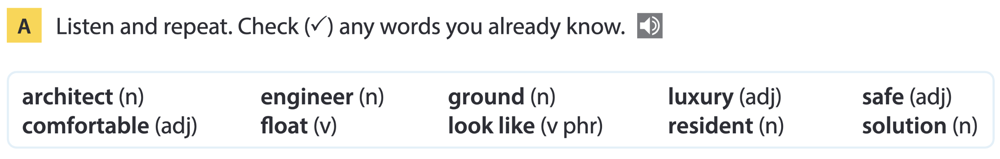 A Listen and repeat. Check (✓) any words you already know.
architect (n) engineer (n) ground (n) luxury (adj) safe (adj)
comfortable (adj) float (v) look like (v phr) resident (n) solution (n)